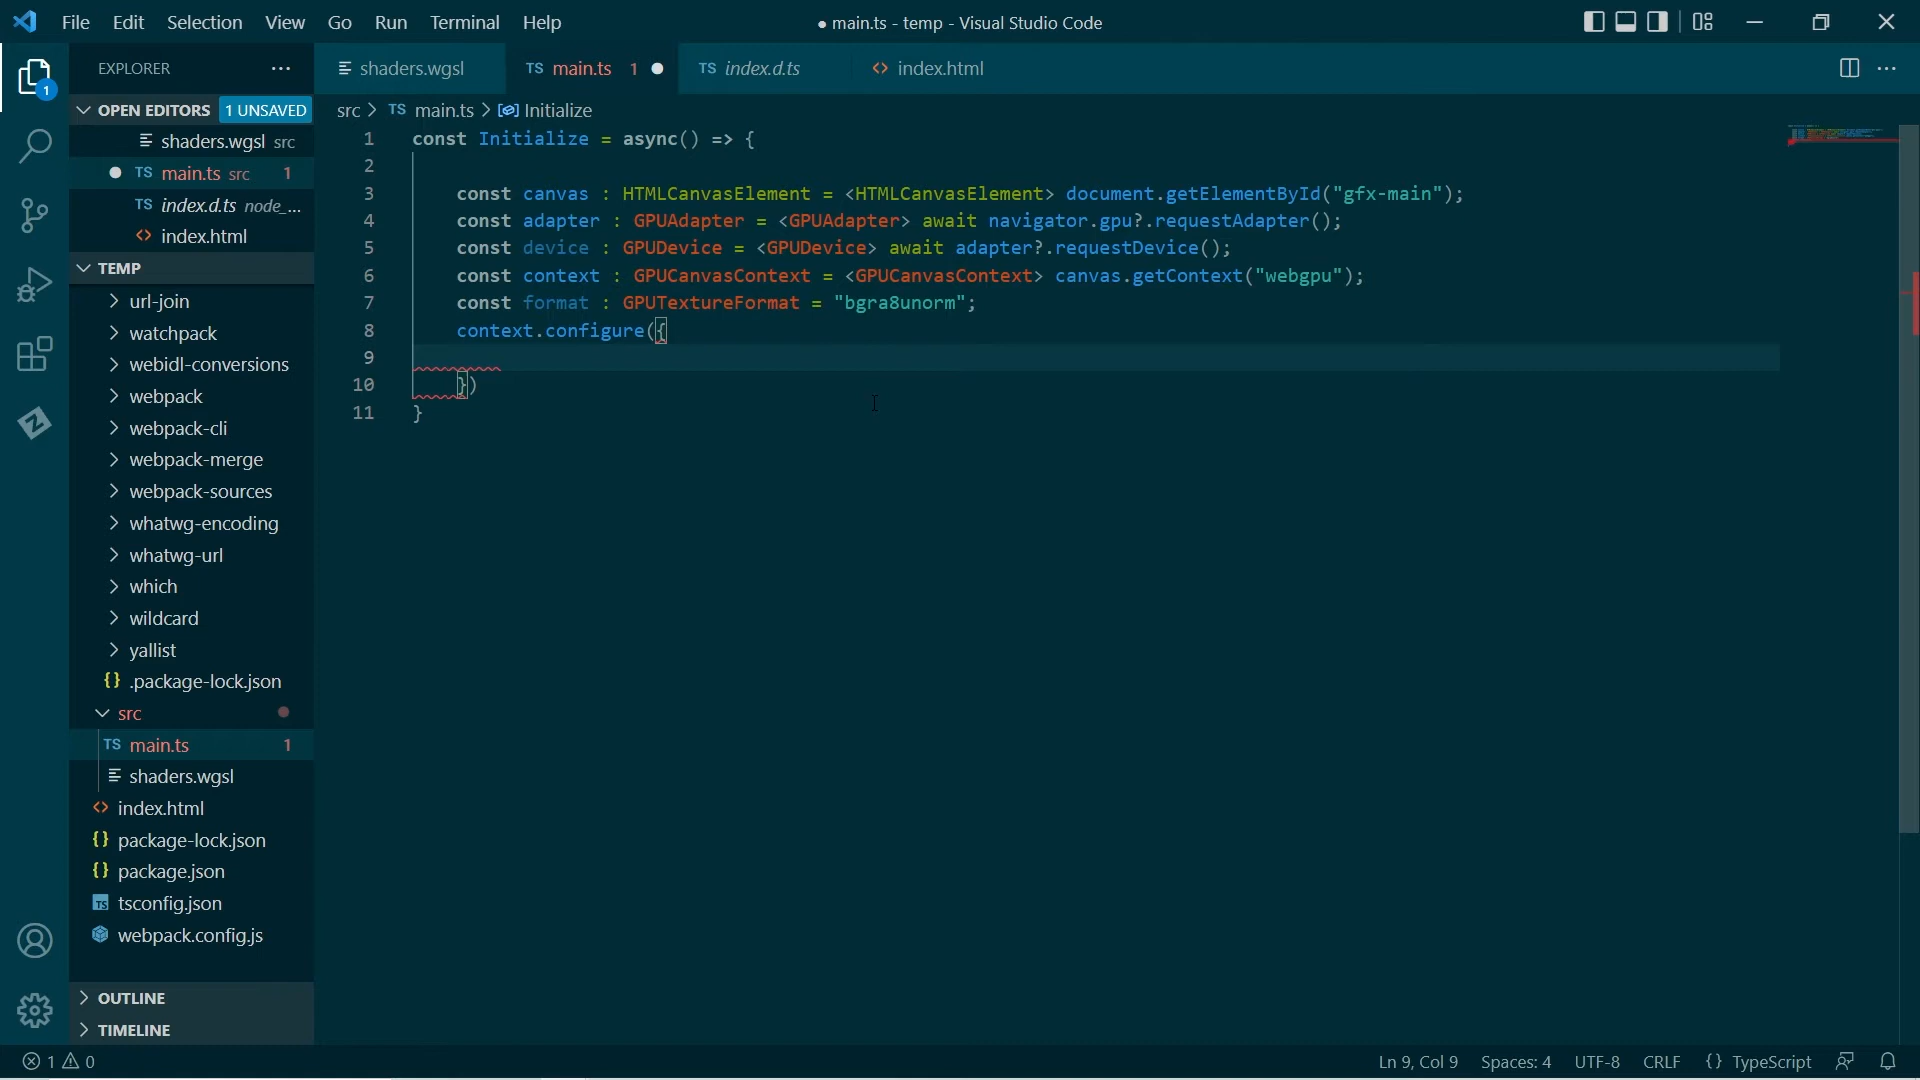 File Edit Selection View Go Run Terminal Help
● main.ts - temp - Visual Studio Code
EXPLORER
OPEN EDITORS 1 UNSAVED
shaders.wgsl src
TS main.ts src 1
TS index.d.ts node_...
<> index.html
TEMP
url-join
watchpack
webidl-conversions
webpack
webpack-cli
webpack-merge
webpack-sources
whatwg-encoding
whatwg-url
which
wildcard
yallist
{} .package-lock.json
src
TS main.ts 1
shaders.wgsl
<> index.html
{} package-lock.json
{} package.json
TS tsconfig.json
webpack.config.js
OUTLINE
TIMELINE
1
shaders.wgsl
TS main.ts 1
TS index.d.ts
<> index.html
src > TS main.ts > Initialize
1 const Initialize = async() => {
2
3 const canvas : HTMLCanvasElement = <HTMLCanvasElement> document.getElementById("gfx-main");
4 const adapter : GPUAdapter = <GPUAdapter> await navigator.gpu?.requestAdapter();
5 const device : GPUDevice = <GPUDevice> await adapter?.requestDevice();
6 const context : GPUCanvasContext = <GPUCanvasContext> canvas.getContext("webgpu");
7 const format : GPUTextureFormat = "bgra8unorm";
8 context.configure({
9
10 })
11 }
1 0
Ln 9, Col 9 Spaces: 4 UTF-8 CRLF {} TypeScript